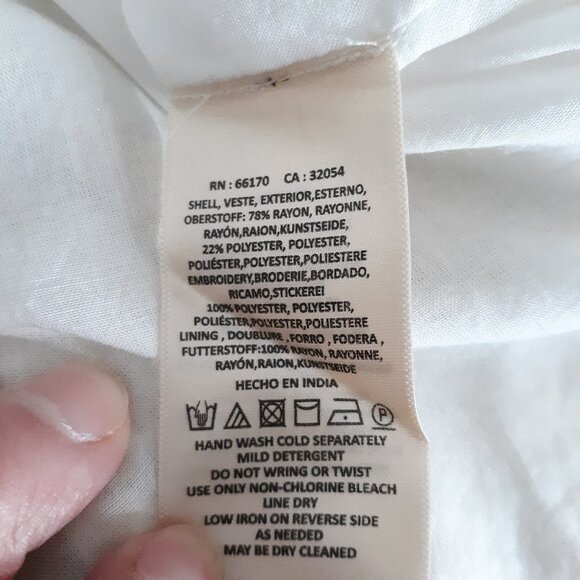 RN : 66170 CA : 32054
SHELL, VESTE, EXTERIOR,ESTERNO,
OBERSTOFF: 78% RAYON, RAYONNE,
RAYÓN,RAION,KUNSTSEIDE,
22% POLYESTER, POLYESTER,
POLIÉSTER,POLYESTER,POLIESTERE
EMBROIDERY,BRODERIE,BORDADO,
RICAMO,STICKEREI
100%POLYESTER, POLYESTER,
POLIÉSTER,POLYESTER,POLIESTERE
LINING , DOUBLURE , FORRO , FODERA ,
FUTTERSTOFF:100% RAYON, RAYONNE,
RAYÓN,RAION,KUNSTSEIDE
HECHO EN INDIA
P
HAND WASH COLD SEPARATELY
MILD DETERGENT
DO NOT WRING OR TWIST
USE ONLY NON-CHLORINE BLEACH
LINE DRY
LOW IRON ON REVERSE SIDE
AS NEEDED
MAY BE DRY CLEANED